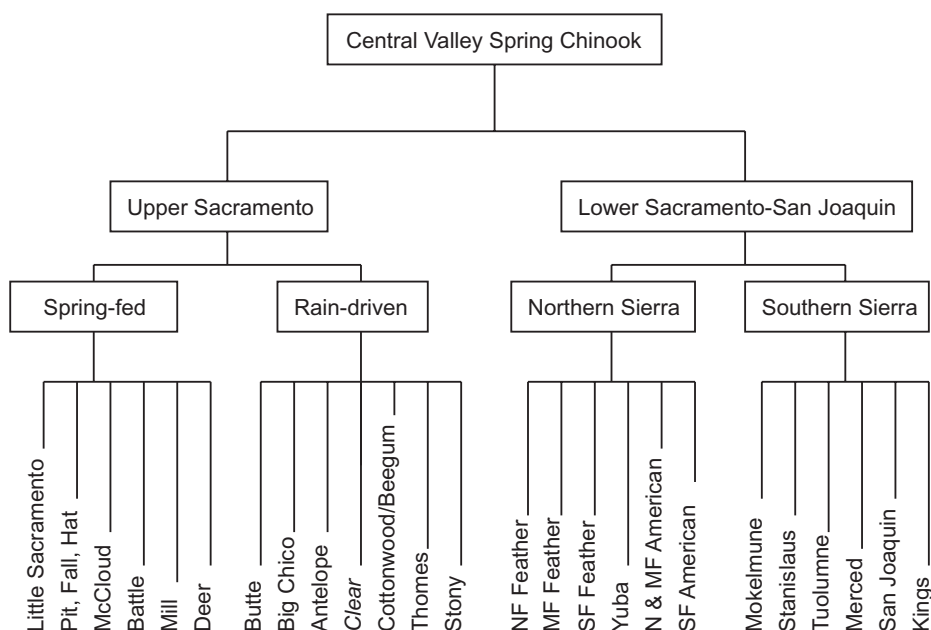 Central Valley Spring Chinook
Upper Sacramento
Lower Sacramento-San Joaquin
Spring-fed
Rain-driven
Northern Sierra
Southern Sierra
Little Sacramento
Pit, Fall, Hat
McCloud
Battle
Mill
Deer
Butte
Big Chico
Antelope
Clear
Cottonwood/Beegum
Thomes
Stony
NF Feather
MF Feather
SF Feather
Yuba
N & MF American
SF American
Mokelmune
Stanislaus
Tuolumne
Merced
San Joaquin
Kings